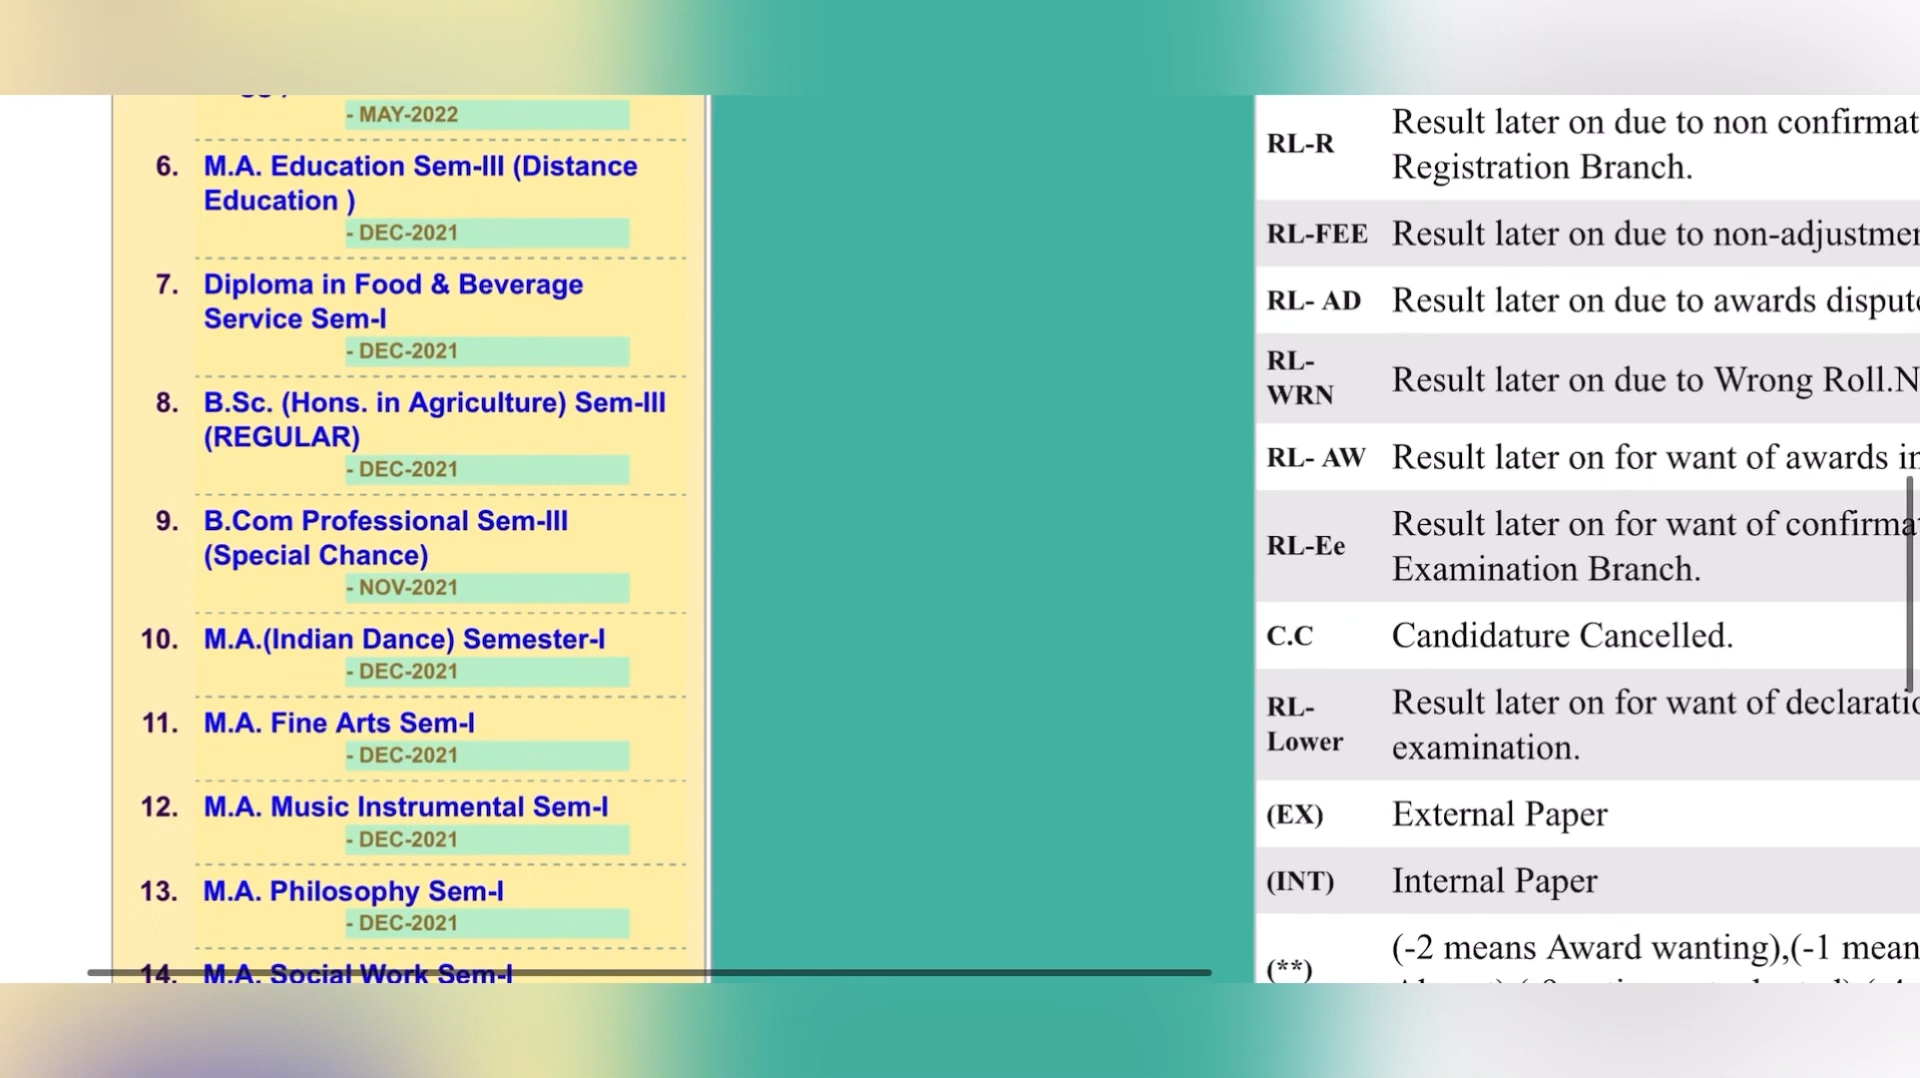 - MAY-2022
6. M.A. Education Sem-III (Distance
Education )
- DEC-2021
7. Diploma in Food & Beverage
Service Sem-I
- DEC-2021
8. B.Sc. (Hons. in Agriculture) Sem-III
(REGULAR)
- DEC-2021
9. B.Com Professional Sem-III
(Special Chance)
- NOV-2021
10. M.A.(Indian Dance) Semester-I
- DEC-2021
11. M.A. Fine Arts Sem-I
- DEC-2021
12. M.A. Music Instrumental Sem-I
- DEC-2021
13. M.A. Philosophy Sem-I
- DEC-2021
14. M.A. Social Work Sem-I
RL-R
Result later on due to non confirmat
Registration Branch.
RL-FEE Result later on due to non-adjustmen
RL- AD Result later on due to awards dispute
RL-
WRN
Result later on due to Wrong Roll.N
RL- AW Result later on for want of awards in
RL-Ee
Result later on for want of confirma
Examination Branch.
C.C Candidature Cancelled.
RL-
Lower
Result later on for want of declaratio
examination.
(EX) External Paper
(INT) Internal Paper
(**)
(-2 means Award wanting),(-1 mean